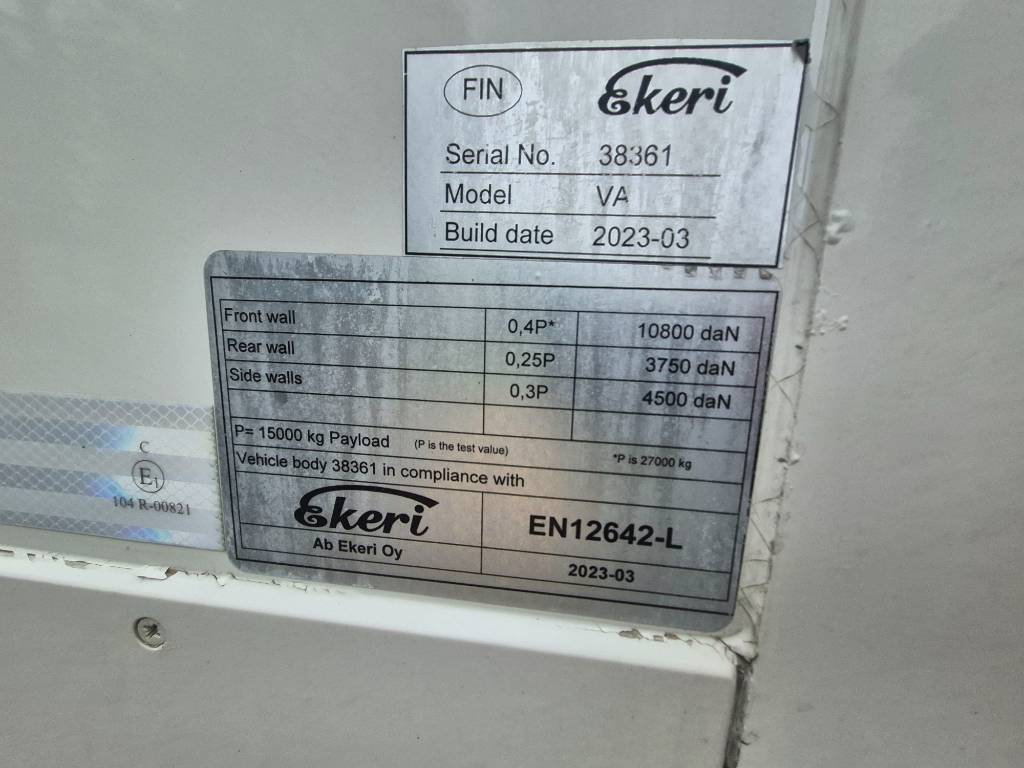 FIN Ekeri
Serial No. 38361
Model VA
Build date 2023-03
Front wall 0,4P* 10800 daN
Rear wall 0,25P 3750 daN
Side walls 0,3P 4500 daN
P= 15000 kg Payload (P is the test value) *P is 27000 kg
Vehicle body 38361 in compliance with
Ekeri EN12642-L
Ab Ekeri Oy 2023-03
C
E1
104 R-00821